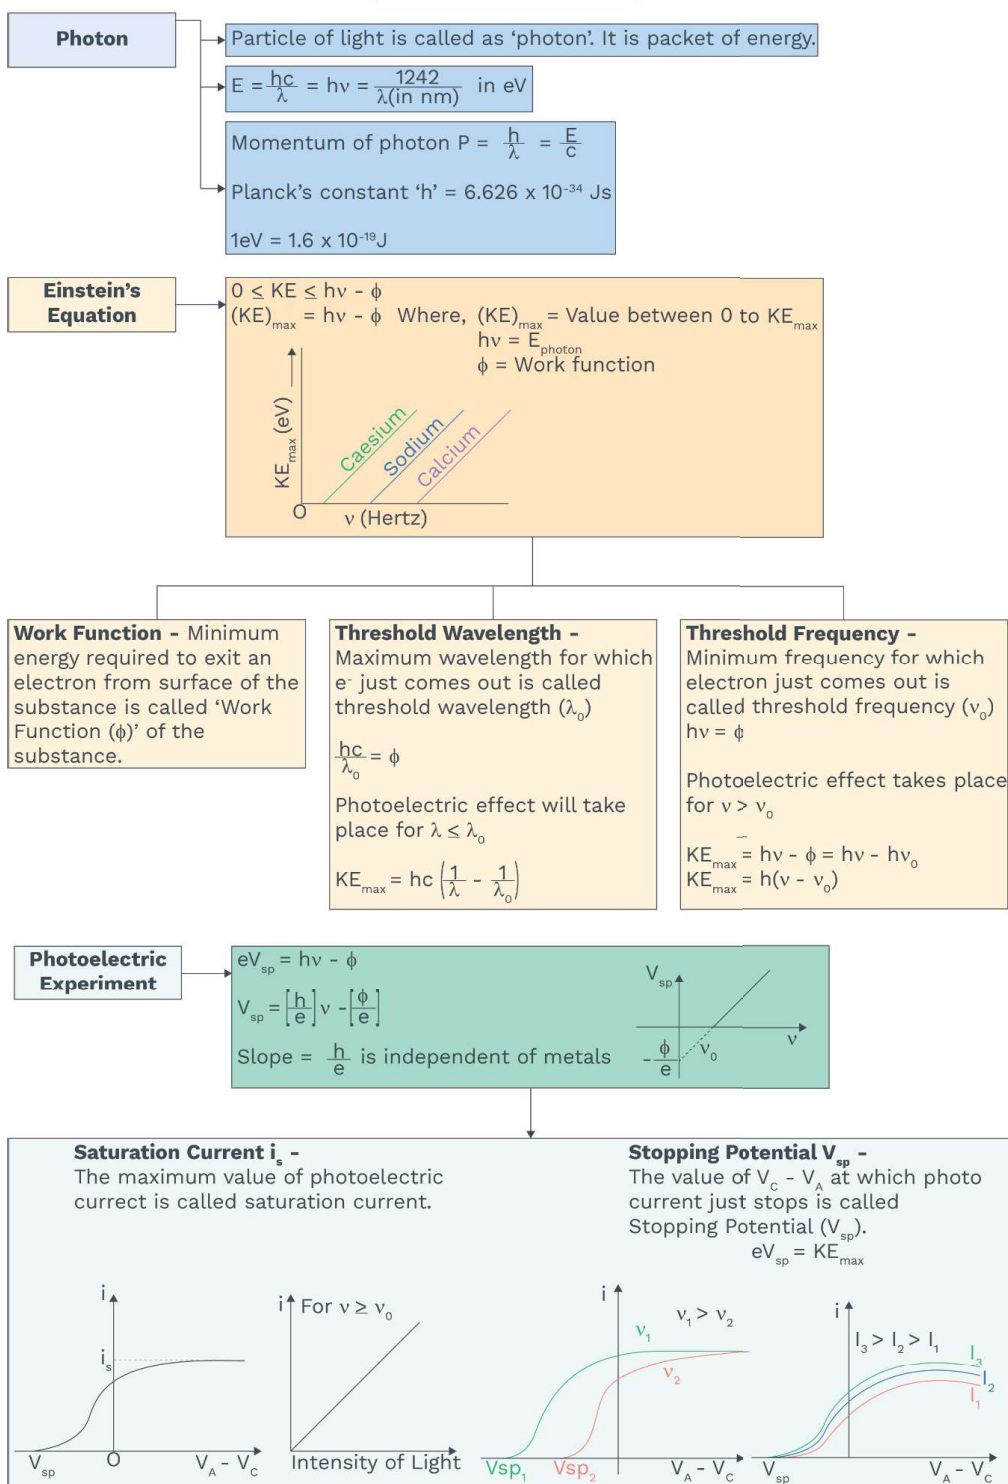 Photon
Particle of light is called as ‘photon’. It is packet of energy.
E = hc/λ = hν = 1242/λ(in nm) in eV
Momentum of photon P = h/λ = E/c
Planck’s constant ‘h’ = 6.626 x 10⁻³⁴ Js
1eV = 1.6 x 10⁻¹⁹J
Einstein’s
Equation
0 ≤ KE ≤ hν - ϕ
(KE)max = hν - ϕ Where, (KE)max = Value between 0 to KEmax
hν = Ephoton
ϕ = Work function
KEmax (eV)
Caesium
Sodium
Calcium
O
ν (Hertz)
Work Function - Minimum
energy required to exit an
electron from surface of the
substance is called ‘Work
Function (ϕ)’ of the
substance.
Threshold Wavelength -
Maximum wavelength for which
e⁻ just comes out is called
threshold wavelength (λ₀)
hc/λ₀ = ϕ
Photoelectric effect will take
place for λ ≤ λ₀
KEmax = hc (1/λ - 1/λ₀)
Threshold Frequency -
Minimum frequency for which
electron just comes out is
called threshold frequency (ν₀)
hν = ϕ
Photoelectric effect takes place
for ν > ν₀
KEmax = hν - ϕ = hν - hν₀
KEmax = h(ν - ν₀)
Photoelectric
Experiment
eVsp = hν - ϕ
Vsp = [h/e]ν - [ϕ/e]
Slope = h/e is independent of metals
Vsp
ν
-ϕ/e
ν₀
Saturation Current iₛ -
The maximum value of photoelectric
currect is called saturation current.
Stopping Potential Vsp -
The value of VC - VA at which photo
current just stops is called
Stopping Potential (Vsp).
eVsp = KEmax
i
iₛ
Vsp
O
VA - VC
i
For ν ≥ ν₀
Intensity of Light
i
ν₁
ν₁ > ν₂
ν₂
Vsp₁
Vsp₂
VA - VC
i
I₃ > I₂ > I₁
I₃
I₂
I₁
Vsp
VA - VC